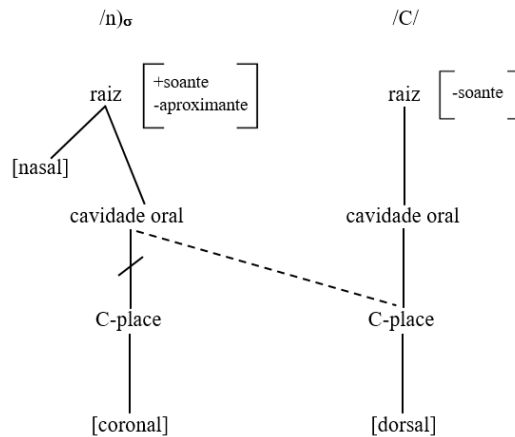 /n)σ /C/
raiz +soante -aproximante raiz -soante
[nasal]
cavidade oral cavidade oral
C-place C-place
[coronal] [dorsal]